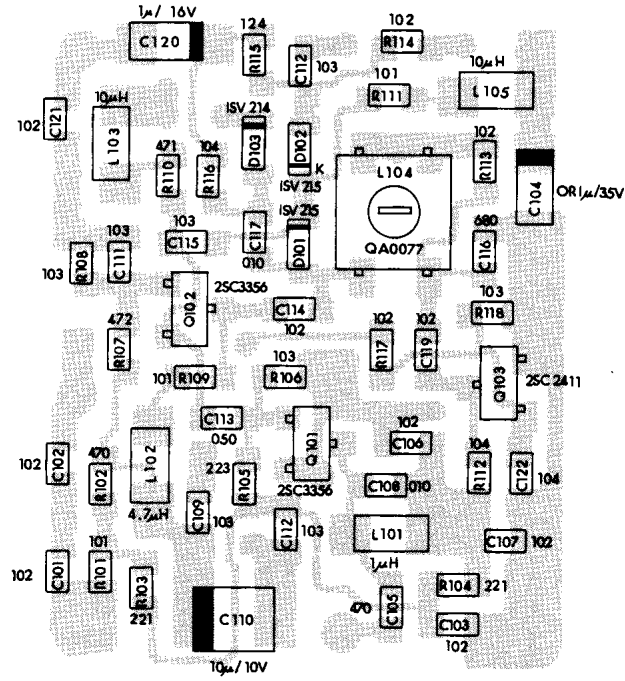 1μ/ 16V
C120
124
R115
C112
103
102
R114
101
R111
10μH
L105
102
C121
10μH
L103
471
R110
104
R116
ISV 214
D103
D102
K
ISV 215
ISV 215
D101
C117
010
L104
QA0077
102
R113
C104
OR1μ/35V
680
C116
103
R108
103
C111
103
C115
Q102
2SC3356
C114
102
103
R118
472
R107
101
R109
103
R106
102
R117
102
C119
Q103
2SC 2411
C113
050
Q101
2SC3356
102
C106
102
C102
470
R102
L102
4.7μH
223
R105
C109
103
C112
103
C108
010
104
R112
C122
104
L101
1μH
C107
102
102
C101
101
R101
R103
221
C110
10μ/10V
470
C105
R104
221
C103
102